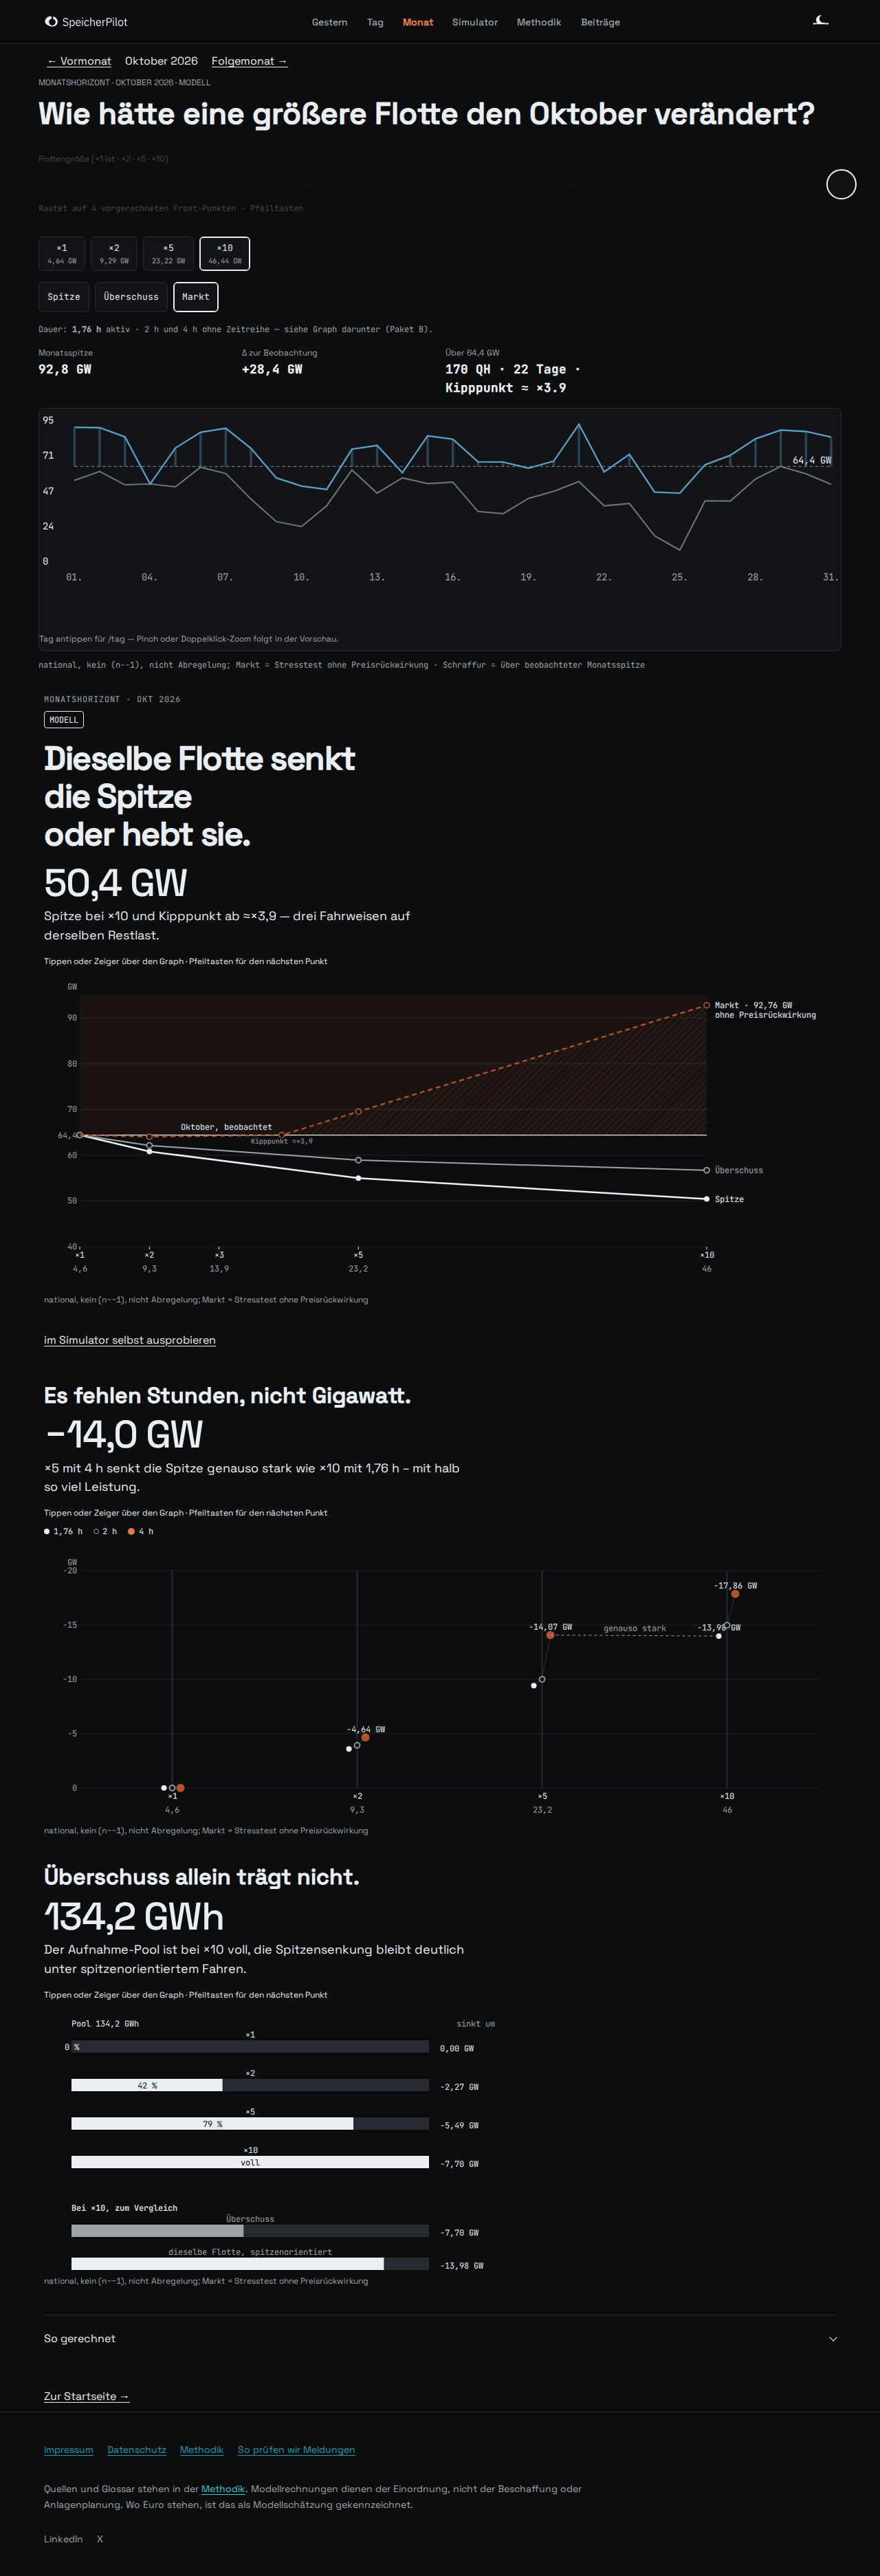 SpeicherPilot
Gestern Tag Monat Simulator Methodik Beiträge
← Vormonat Oktober 2026 Folgemonat →
MONATSHORIZONT · OKTOBER 2026 · MODELL
Wie hätte eine größere Flotte den Oktober verändert?
Flottengröße (×1 Ist · ×2 · ×5 · ×10)
Rastet auf 4 vorgerechneten Front-Punkten · Pfeiltasten
×1 ×2 ×5 ×10
4,64 GW 9,29 GW 23,22 GW 46,44 GW
Spitze Überschuss Markt
Dauer: 1,76 h aktiv · 2 h und 4 h ohne Zeitreihe — siehe Graph darunter (Paket B).
Monatsspitze Δ zur Beobachtung Über 64,4 GW
92,8 GW +28,4 GW 170 QH · 22 Tage ·
Kipppunkt ≈ ×3.9
95
71
64,4 GW
47
24
0
01. 04. 07. 10. 13. 16. 19. 22. 25. 28. 31.
Tag antippen für /tag — Pinch oder Doppelklick-Zoom folgt in der Vorschau.
national, kein (n−-1), nicht Abregelung; Markt = Stresstest ohne Preisrückwirkung · Schraffur = über beobachteter Monatsspitze
MONATSHORIZONT · OKT 2026
MODELL
Dieselbe Flotte senkt
die Spitze
oder hebt sie.
50,4 GW
Spitze bei ×10 und Kipppunkt ab ≈×3,9 — drei Fahrweisen auf
derselben Restlast.
Tippen oder Zeiger über den Graph · Pfeiltasten für den nächsten Punkt
GW
Markt · 92,76 GW
ohne Preisrückwirkung
90
80
70
Oktober, beobachtet
64,4
Kipppunkt ≈×3,9
60
Überschuss
50
Spitze
40
×1 ×2 ×3 ×5 ×10
4,6 9,3 13,9 23,2 46
national, kein (n−-1), nicht Abregelung; Markt = Stresstest ohne Preisrückwirkung
im Simulator selbst ausprobieren
Es fehlen Stunden, nicht Gigawatt.
−14,0 GW
×5 mit 4 h senkt die Spitze genauso stark wie ×10 mit 1,76 h – mit halb
so viel Leistung.
Tippen oder Zeiger über den Graph · Pfeiltasten für den nächsten Punkt
1,76 h 2 h 4 h
GW
-20
-17,86 GW
-15
-14,07 GW genauso stark -13,98 GW
-10
-5
-4,64 GW
0
×1 ×2 ×5 ×10
4,6 9,3 23,2 46
national, kein (n−-1), nicht Abregelung; Markt = Stresstest ohne Preisrückwirkung
Überschuss allein trägt nicht.
134,2 GWh
Der Aufnahme-Pool ist bei ×10 voll, die Spitzensenkung bleibt deutlich
unter spitzenorientiertem Fahren.
Tippen oder Zeiger über den Graph · Pfeiltasten für den nächsten Punkt
Pool 134,2 GWh sinkt um
×1
0 % 0,00 GW
×2
42 % -2,27 GW
×5
79 % -5,49 GW
×10
voll -7,70 GW
Bei ×10, zum Vergleich
Überschuss
-7,70 GW
dieselbe Flotte, spitzenorientiert
-13,98 GW
national, kein (n−-1), nicht Abregelung; Markt = Stresstest ohne Preisrückwirkung
So gerechnet
Zur Startseite →
Impressum Datenschutz Methodik So prüfen wir Meldungen
Quellen und Glossar stehen in der Methodik. Modellrechnungen dienen der Einordnung, nicht der Beschaffung oder
Anlagenplanung. Wo Euro stehen, ist das als Modellschätzung gekennzeichnet.
LinkedIn X